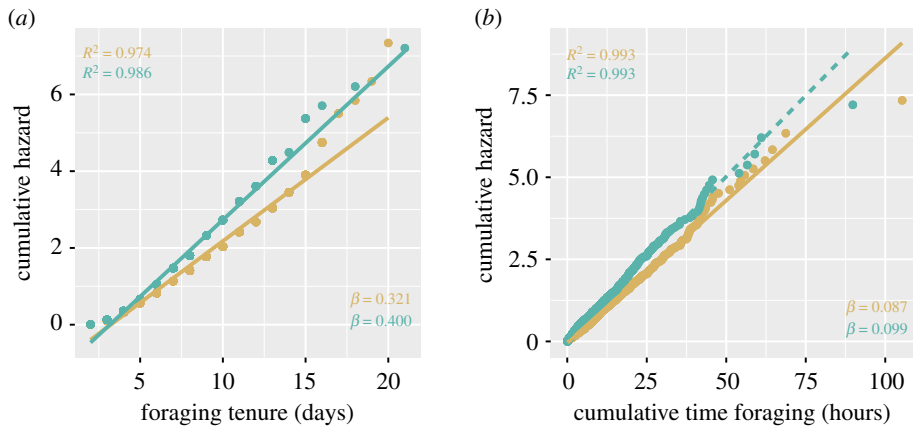 (a)
R² = 0.974
R² = 0.986
cumulative hazard
6
4
2
0
β = 0.321
β = 0.400
5
10
15
20
foraging tenure (days)
(b)
R² = 0.993
R² = 0.993
cumulative hazard
7.5
5.0
2.5
0
β = 0.087
β = 0.099
0
25
50
75
100
cumulative time foraging (hours)